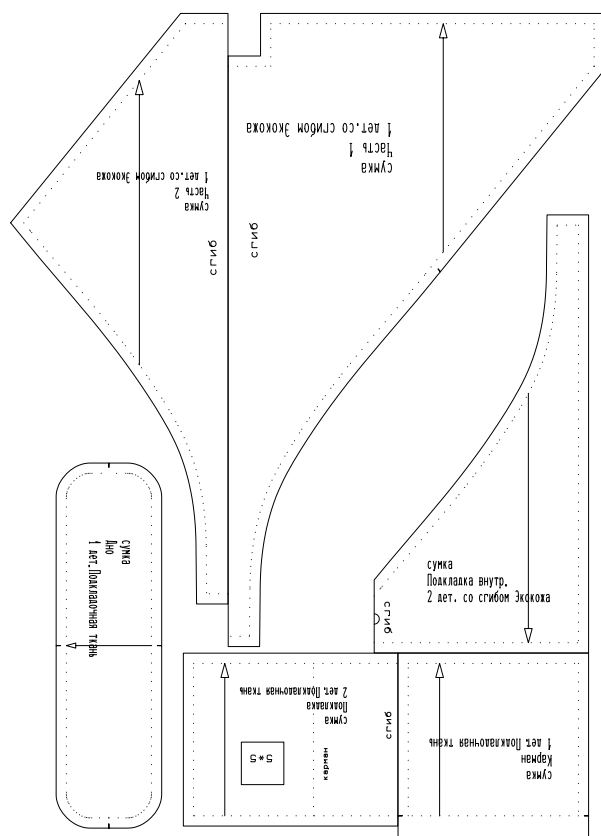 сумка
Часть 2
1 дет.со сгибом Экокожа
сгиб
сумка
Часть 1
1 дет.со сгибом Экокожа
сгиб
сумка
Дно
1 дет. Подкладочная ткань
сумка
Подкладка внутр.
2 дет. со сгибом Экокожа
сгиб
сумка
Подкладка
2 дет. Подкладочная ткань
сгиб
5*5
карман
сумка
Карман
1 дет. Подкладочная ткань